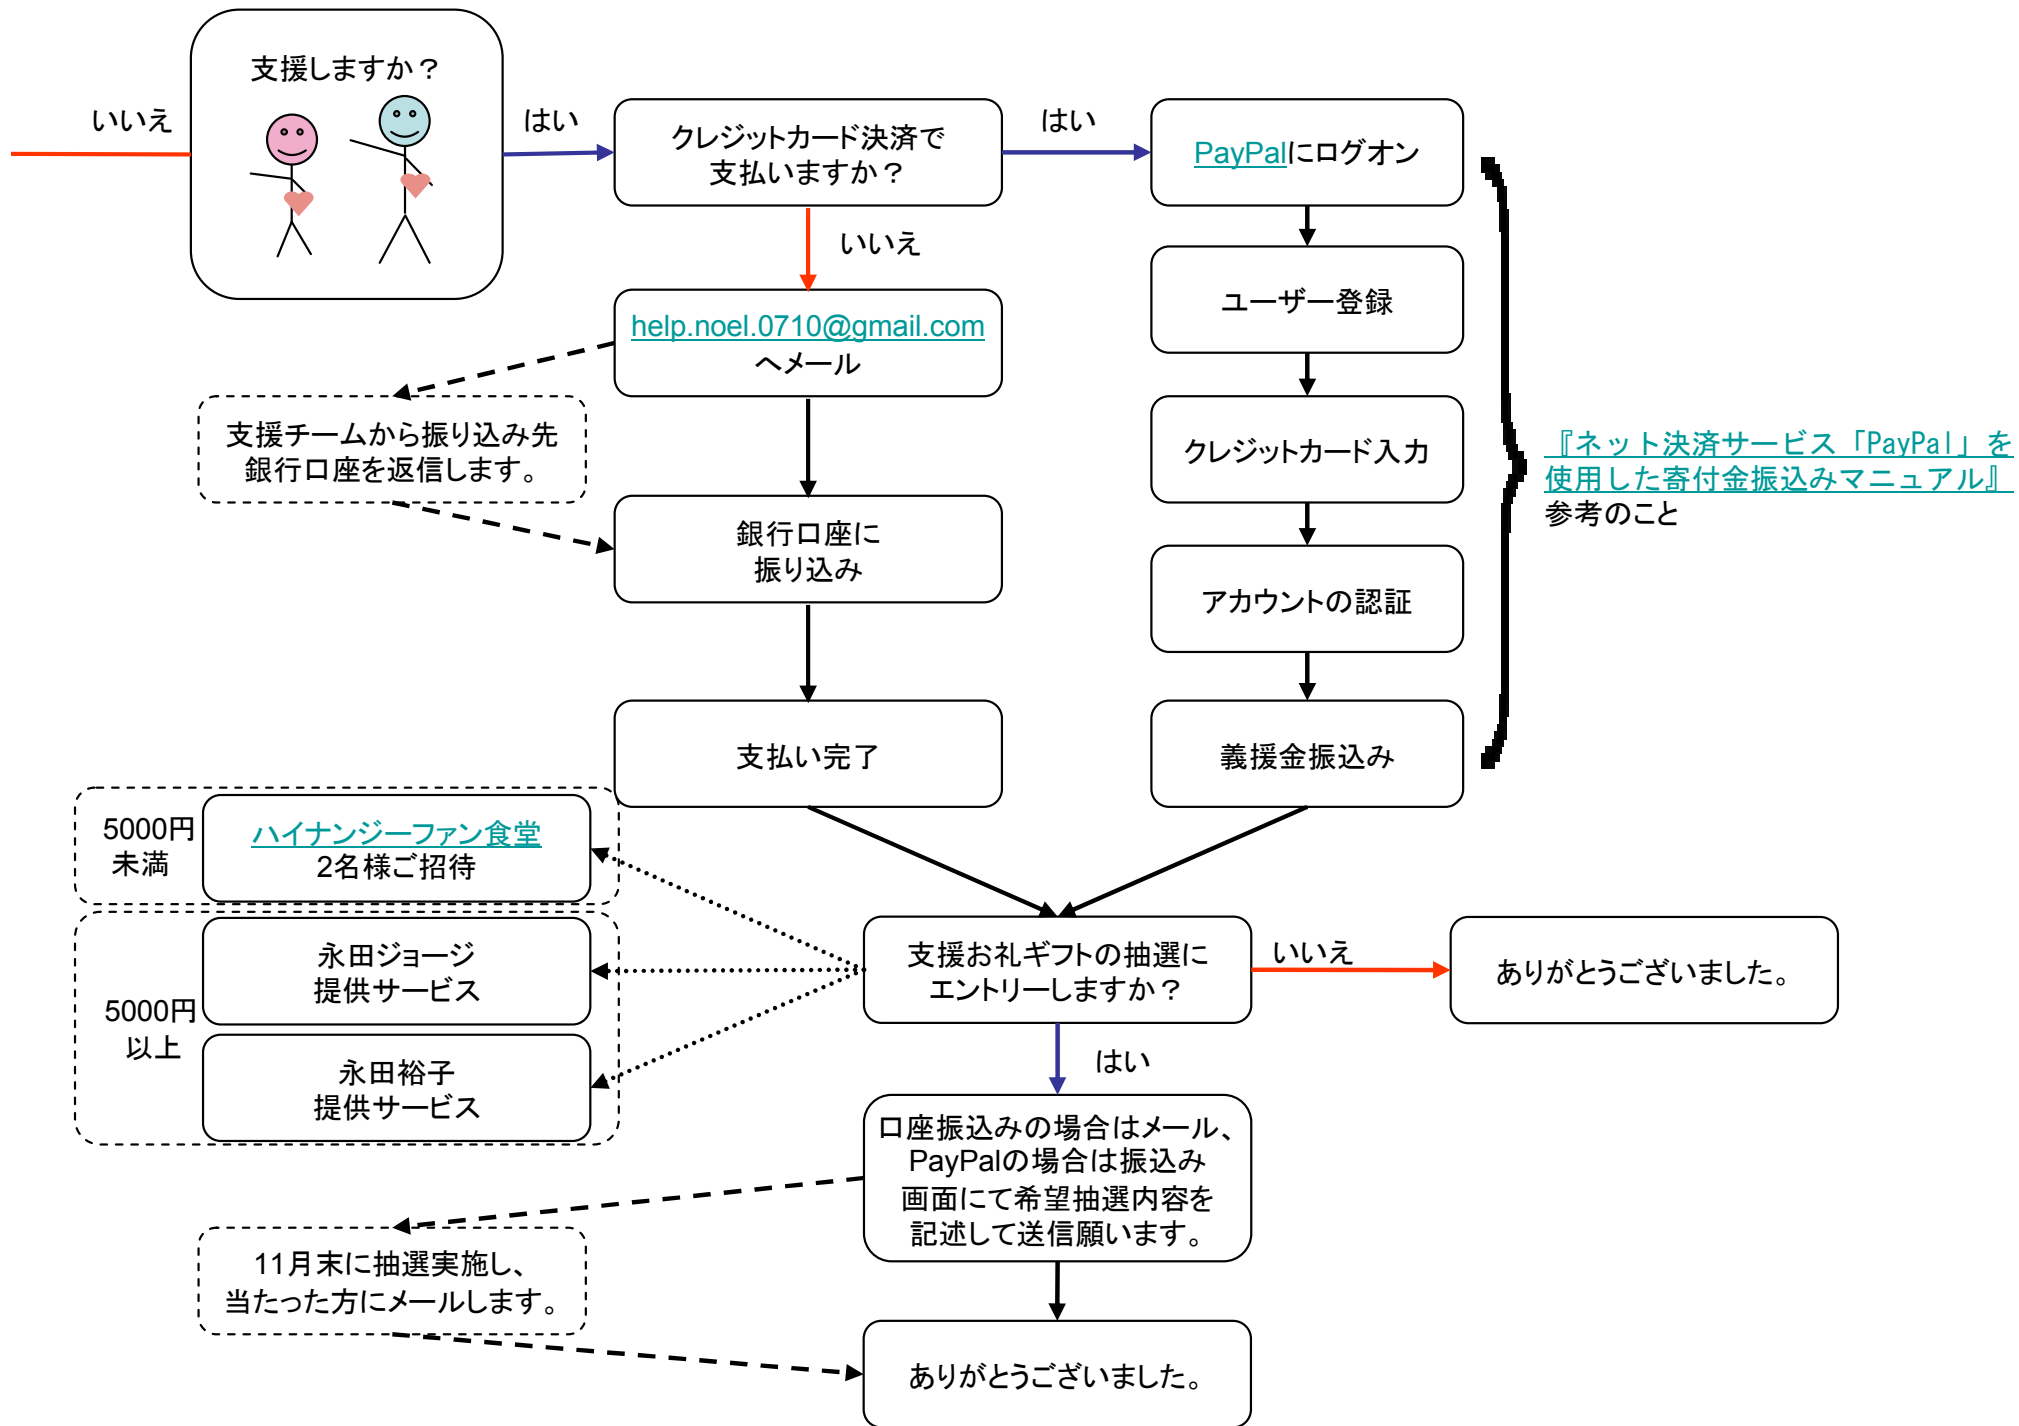 支援しますか？
いいえ
はい
クレジットカード決済で
支払いますか？
はい
PayPalにログオン
いいえ
ユーザー登録
help.noel.0710@gmail.com
へメール
支援チームから振り込み先
銀行口座を返信します。
クレジットカード入力
『ネット決済サービス「PayPal」を
使用した寄付金振込みマニュアル』
参考のこと
銀行口座に
振り込み
アカウントの認証
支払い完了
義援金振込み
5000円
未満
ハイナンジーファン食堂
2名様ご招待
5000円
以上
永田ジョージ
提供サービス
永田裕子
提供サービス
支援お礼ギフトの抽選に
エントリーしますか？
いいえ
ありがとうございました。
はい
口座振込みの場合はメール、
PayPalの場合は振込み
画面にて希望抽選内容を
記述して送信願います。
11月末に抽選実施し、
当たった方にメールします。
ありがとうございました。